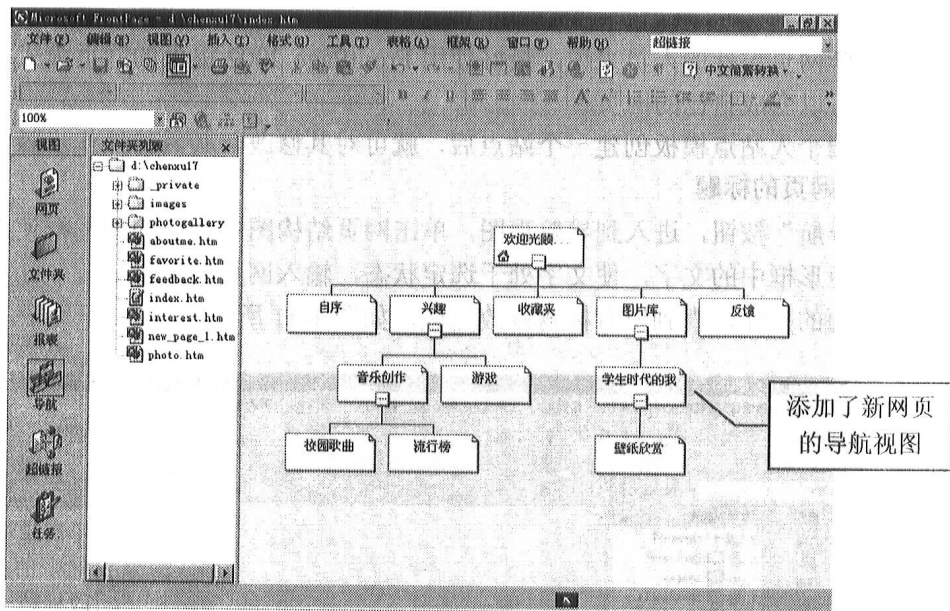 Microsoft FrontPage - d:\chenxu17\index.htm
文件(F) 编辑(E) 视图(V) 插入(I) 格式(O) 工具(T) 表格(A) 框架(R) 窗口(W) 帮助(H) 超链接
中文简繁转换
100%
视图 文件夹列表
d:\chenxu17
_private
images
photogallery
aboutme.htm
favorite.htm
feedback.htm
index.htm
interest.htm
new_page_1.htm
photo.htm
网页
文件夹
报表
导航
超链接
任务
欢迎光顾
自序 兴趣 收藏夹 图片库 反馈
音乐创作 游戏 学生时代的我
校园歌曲 流行榜 壁纸欣赏
添加了新网页
的导航视图